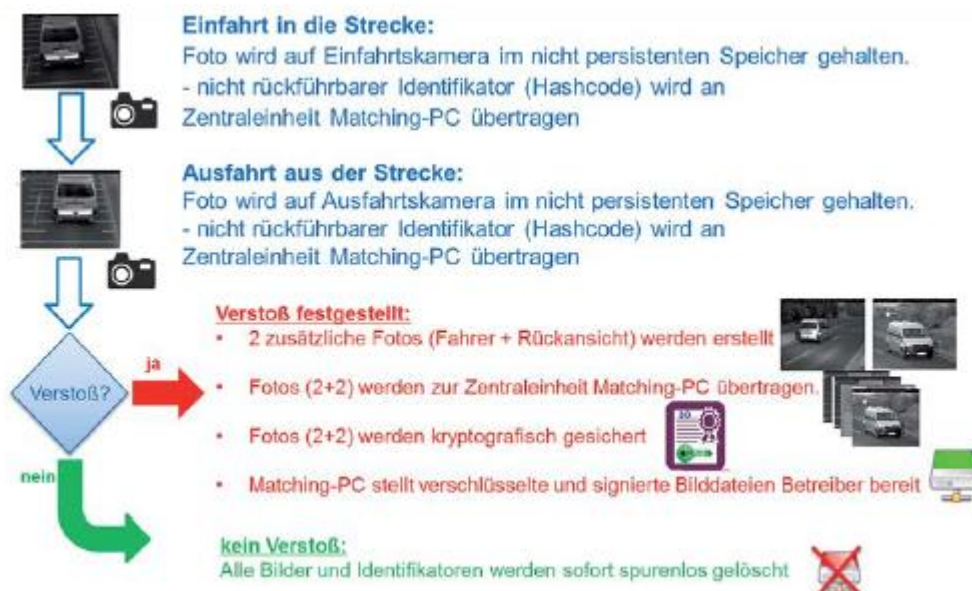 Einfahrt in die Strecke:
Foto wird auf Einfahrtskamera im nicht persistenten Speicher gehalten.
- nicht rückführbarer Identifikator (Hashcode) wird an
Zentraleinheit Matching-PC übertragen
Ausfahrt aus der Strecke:
Foto wird auf Ausfahrtskamera im nicht persistenten Speicher gehalten.
- nicht rückführbarer Identifikator (Hashcode) wird an
Zentraleinheit Matching-PC übertragen
Verstoß?
ja
nein
Verstoß festgestellt:
• 2 zusätzliche Fotos (Fahrer + Rückansicht) werden erstellt
• Fotos (2+2) werden zur Zentraleinheit Matching-PC übertragen.
• Fotos (2+2) werden kryptografisch gesichert
• Matching-PC stellt verschlüsselte und signierte Bilddateien Betreiber bereit
kein Verstoß:
Alle Bilder und Identifikatoren werden sofort spurenlos gelöscht